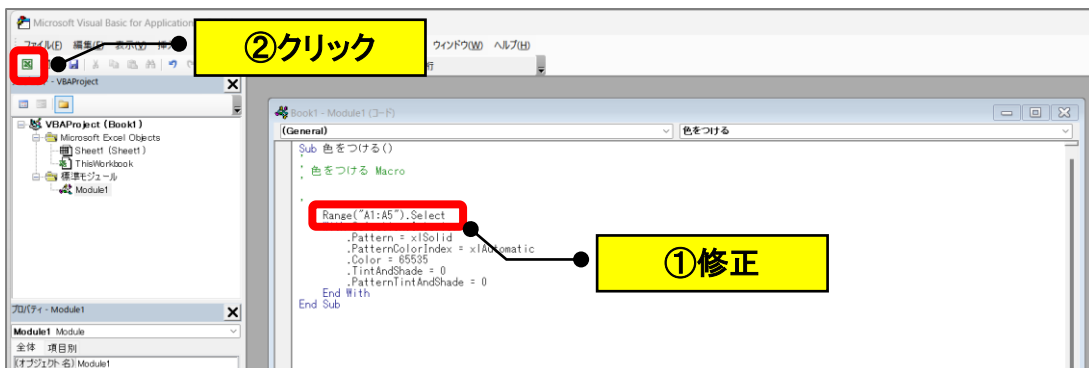 Microsoft Visual Basic for Application
ファイル(F) 編集(E) 表示(V) 挿 ウィンドウ(W) ヘルプ(H)
②クリック
行
- VBAProject
Book1 - Module1 (コード)
(General) 色をつける
VBAProject (Book1)
Microsoft Excel Objects
Sheet1 (Sheet1)
ThisWorkbook
標準モジュール
Module1
Sub 色をつける()
'
' 色をつける Macro
'
'
Range("A1:A5").Select
.Pattern = xlSolid
.PatternColorIndex = xlAutomatic
.Color = 65535
.TintAndShade = 0
.PatternTintAndShade = 0
End With
End Sub
①修正
プロパティ - Module1
Module1 Module
全体 項目別
(オブジェクト名) Module1